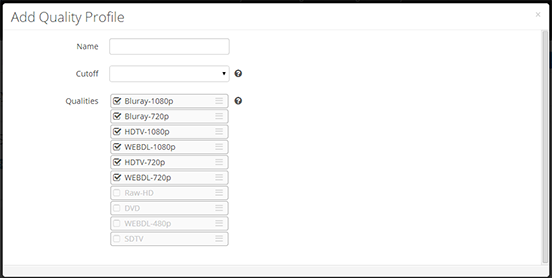 Add Quality Profile
Name
Cutoff
Qualities
Bluray-1080p
Bluray-720p
HDTV-1080p
WEBDL-1080p
HDTV-720p
WEBDL-720p
Raw-HD
DVD
WEBDL-480p
SDTV